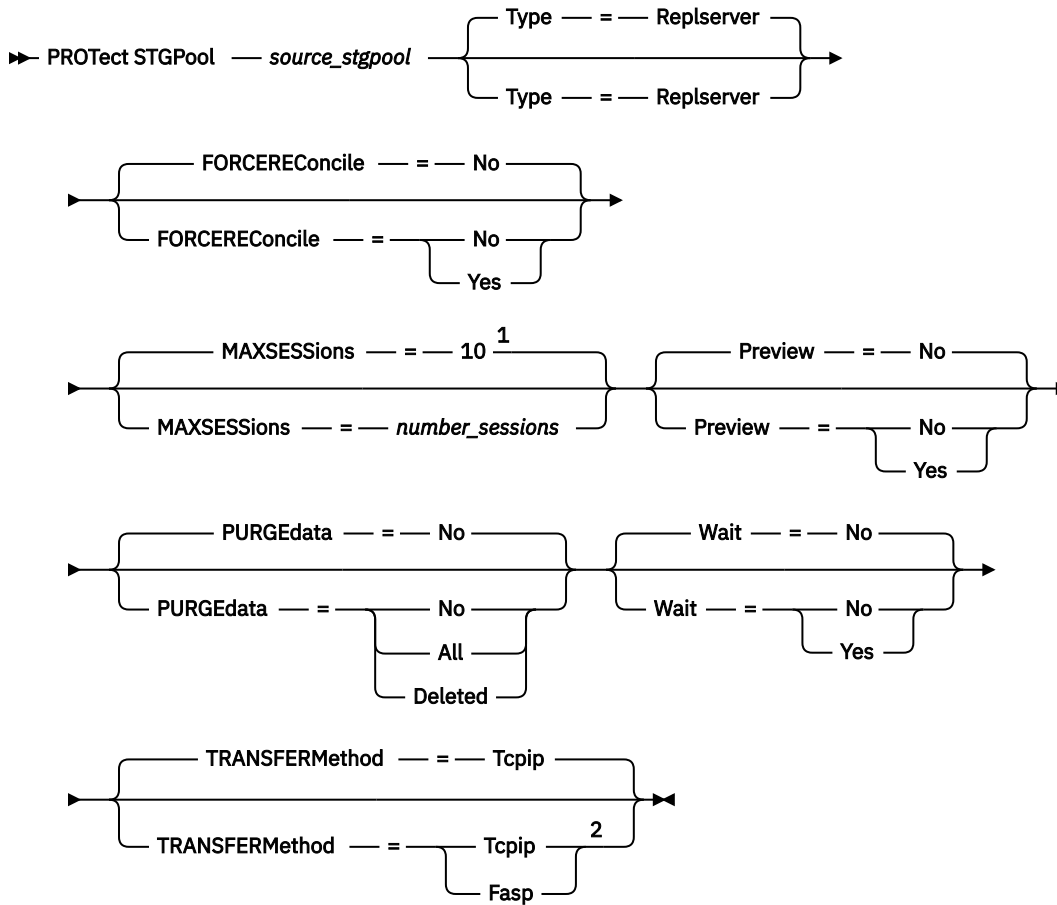 Type = Replserver
PROTect STGPool source_stgpool
Type = Replserver
FORCEREConcile = No
FORCEREConcile = No
Yes
MAXSESSions = 10 1 Preview = No
MAXSESSions = number_sessions Preview = No
Yes
PURGEdata = No Wait = No
PURGEdata = No Wait = No
All Yes
Deleted
TRANSFERMethod = Tcpip
TRANSFERMethod = Tcpip 2
Fasp